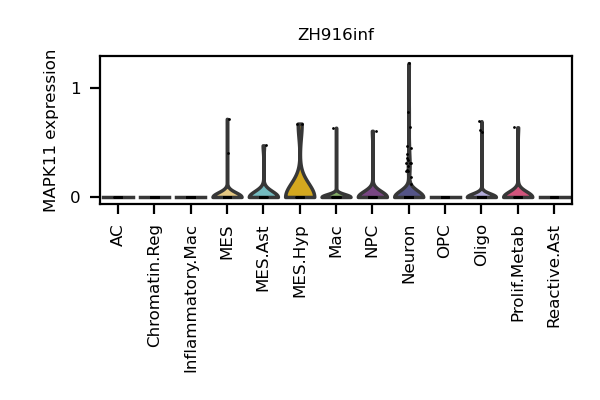 ZH916inf
MAPK11 expression
1
0
AC
Chromatin.Reg
Inflammatory.Mac
MES
MES.Ast
MES.Hyp
Mac
NPC
Neuron
OPC
Oligo
Prolif.Metab
Reactive.Ast